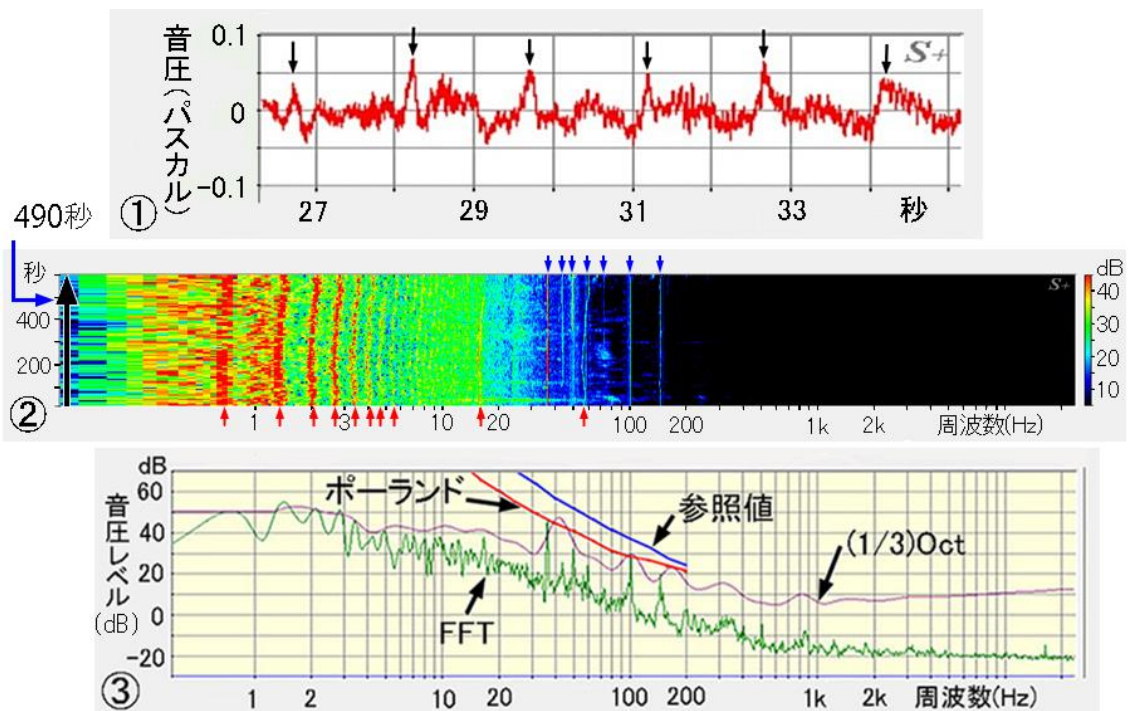 音圧(パスカル)
0.1
0
-0.1
S+
27 29 31 33 秒
①
490秒
秒
400
200
②
S+
dB
40
30
20
10
1 3 10 20 100 200 1k 2k 周波数(Hz)
dB
60
40
20
0
-20
音圧レベル
(dB)
ポーランド
参照値
(1/3)Oct
FFT
③
1 2 10 20 100 200 1k 2k 周波数(Hz)